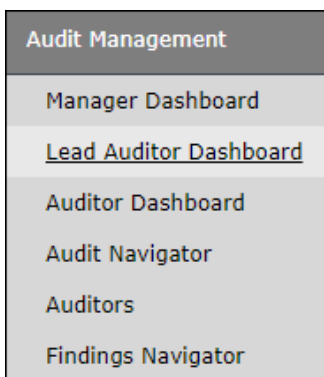 Audit Management
Manager Dashboard
Lead Auditor Dashboard
Auditor Dashboard
Audit Navigator
Auditors
Findings Navigator